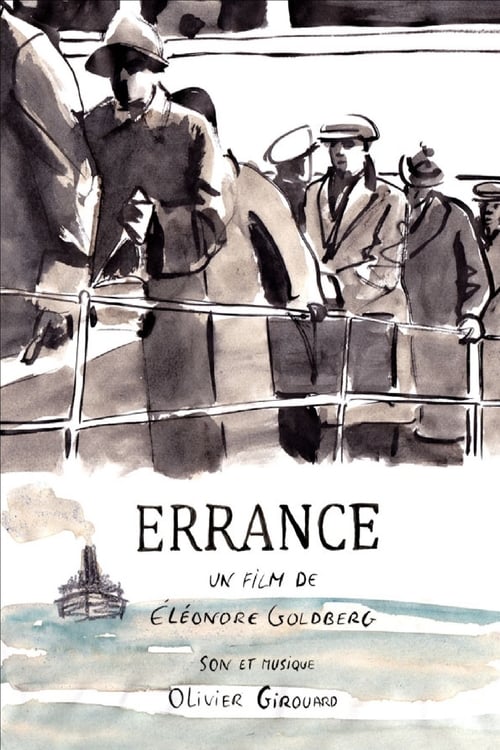 ERRANCE
UN FILM DE
ÉLÉONORE GOLDBERG
SON ET MUSIQUE
OLIVIER GIROUARD